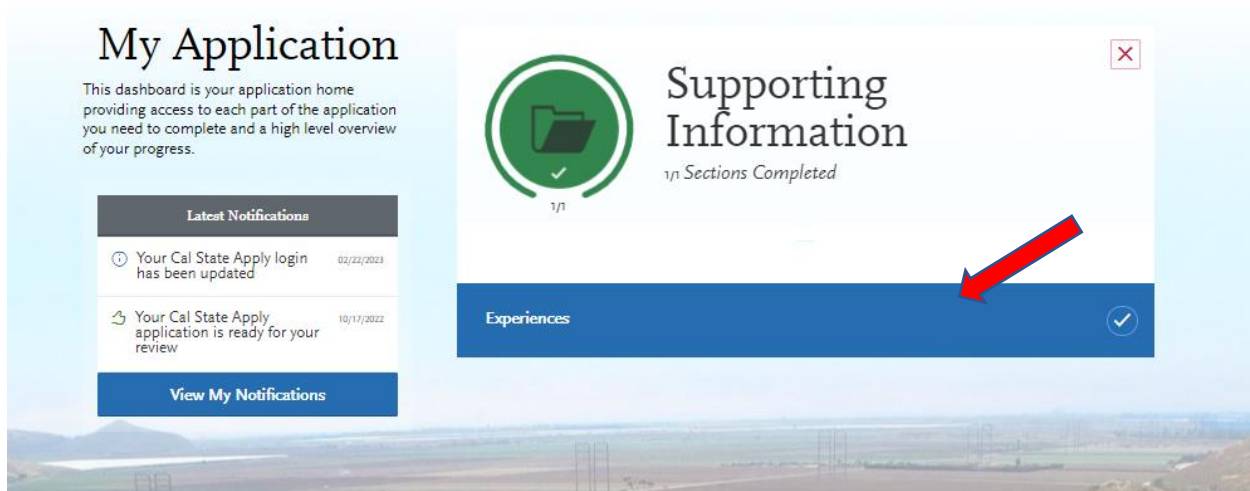 My Application
This dashboard is your application home
providing access to each part of the application
you need to complete and a high level overview
of your progress.
Latest Notifications
Your Cal State Apply login
has been updated
02/22/2023
Your Cal State Apply
application is ready for your
review
10/17/2022
View My Notifications
1/1
Supporting
Information
1/1 Sections Completed
Experiences